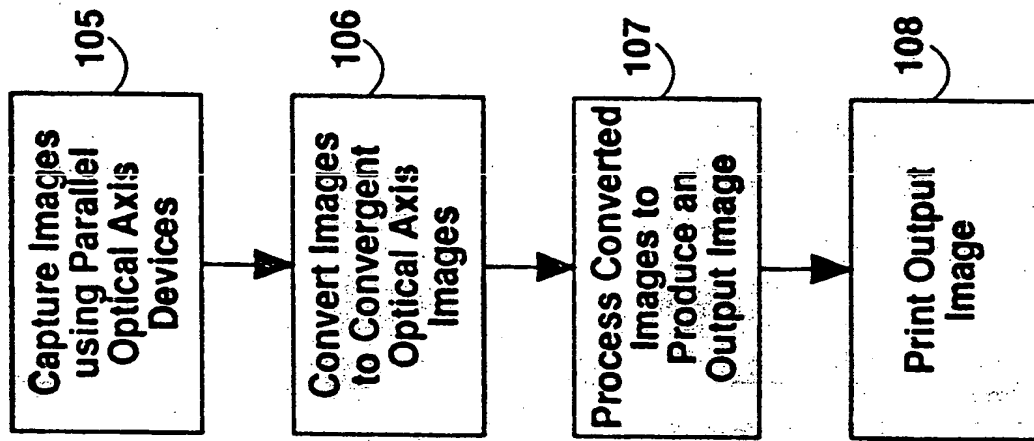 105
Capture Images
using Parallel
Optical Axis
Devices
106
Convert Images
to Convergent
Optical Axis
Images
107
Process Converted
Images to
Produce an
Output Image
108
Print Output
Image